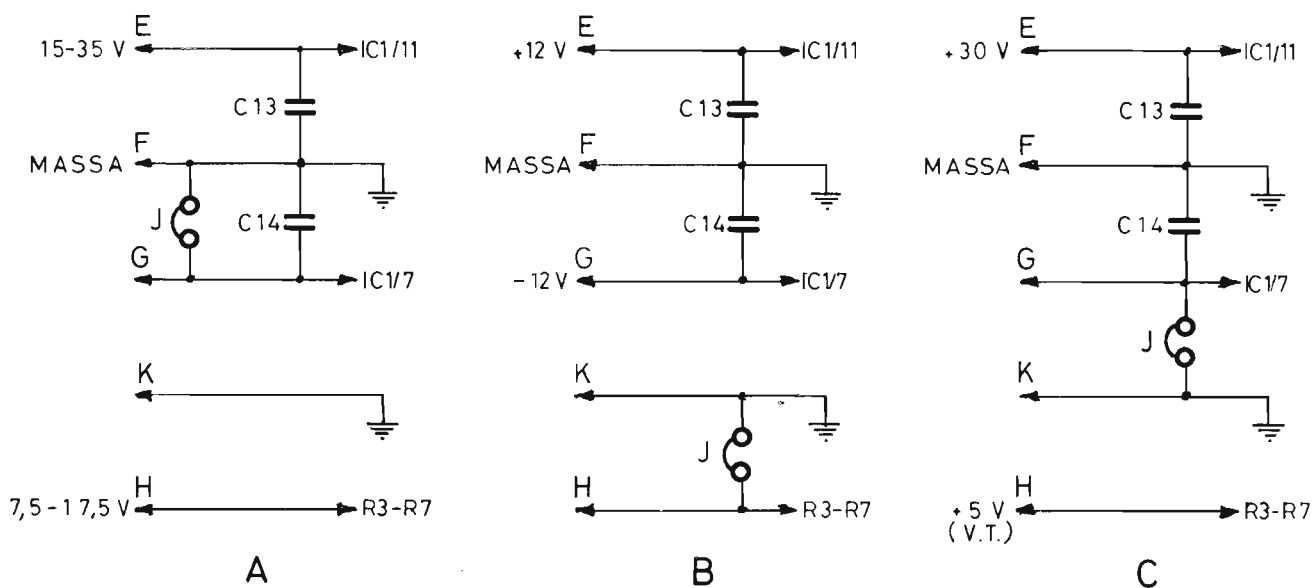 E
15-35 V
IC1/11
C13
F
MASSA
J
C14
G
IC1/7
K
H
7,5-17,5 V
R3-R7
A
E
+12 V
IC1/11
C13
F
MASSA
C14
G
-12 V
IC1/7
K
J
H
R3-R7
B
E
+30 V
IC1/11
C13
F
MASSA
C14
G
IC1/7
J
K
H
+5 V
(V.T.)
R3-R7
C